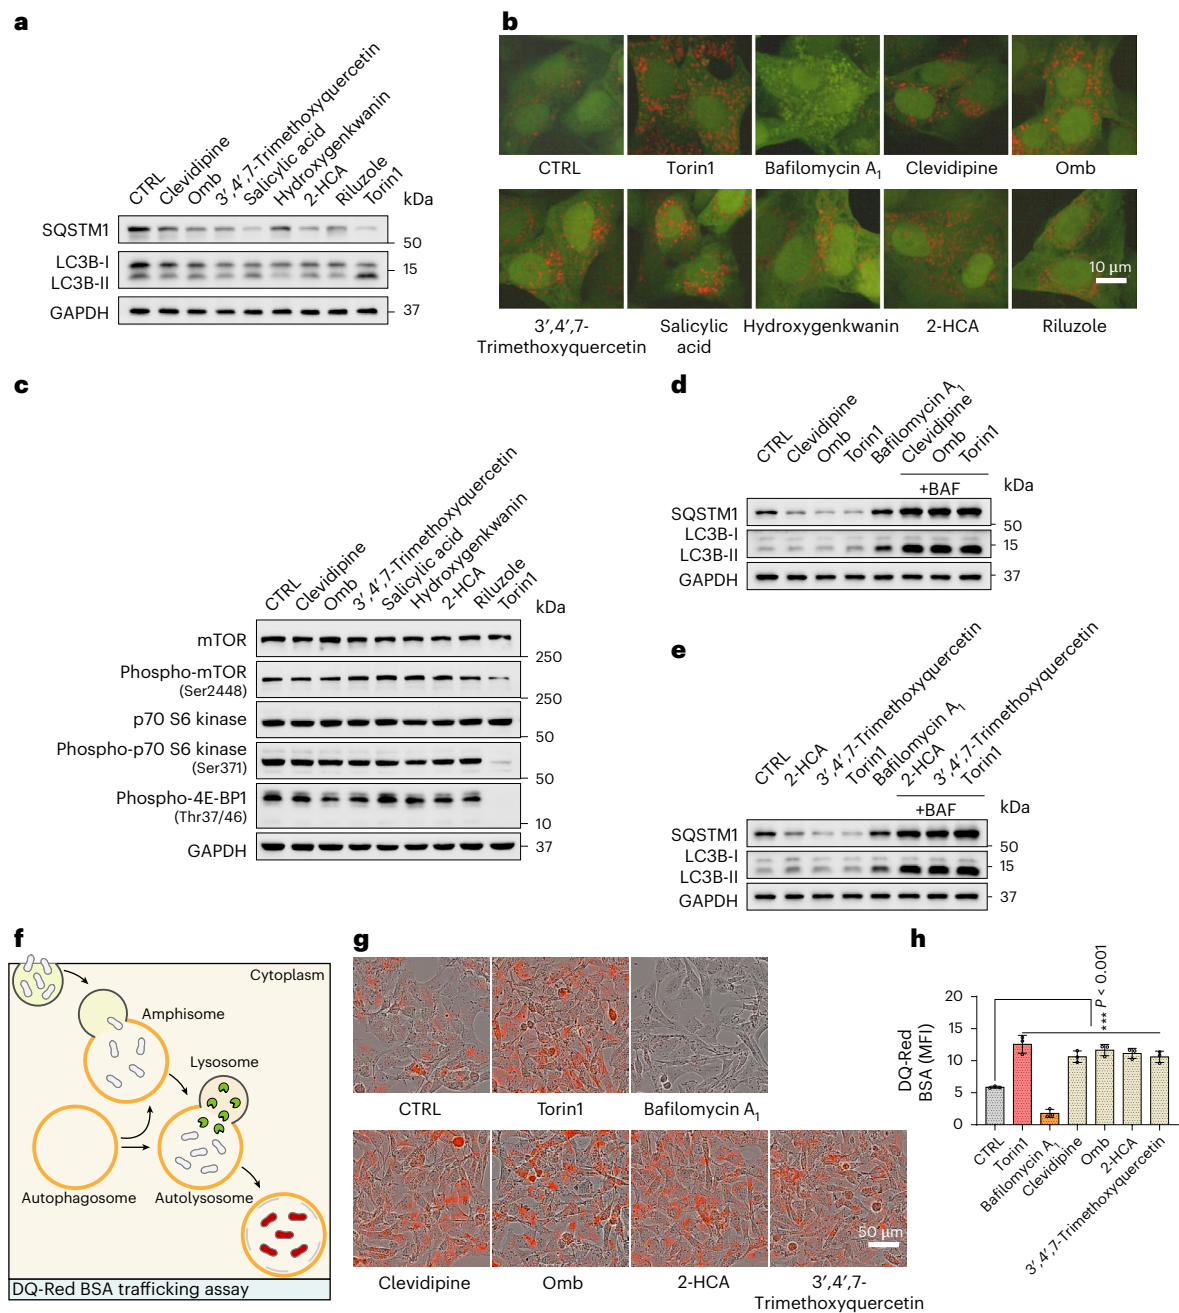 a
CTRL
Clevidipine
Omb
3′,4′,7-Trimethoxyquercetin
Salicylic acid
Hydroxygenkwanin
2-HCA
Riluzole
Torin1
kDa
SQSTM1
50
LC3B-I
15
LC3B-II
GAPDH
37
b
CTRL
Torin1
Bafilomycin A1
Clevidipine
Omb
10 µm
3′,4′,7-
Trimethoxyquercetin
Salicylic
acid
Hydroxygenkwanin
2-HCA
Riluzole
c
CTRL
Clevidipine
Omb
3′,4′,7-Trimethoxyquercetin
Salicylic acid
Hydroxygenkwanin
2-HCA
Riluzole
Torin1
kDa
mTOR
250
Phospho-mTOR
(Ser2448)
250
p70 S6 kinase
50
Phospho-p70 S6 kinase
(Ser371)
50
Phospho-4E-BP1
(Thr37/46)
10
GAPDH
37
d
CTRL
Clevidipine
Omb
Torin1
Bafilomycin A1
Clevidipine
Omb
Torin1
+BAF
kDa
SQSTM1
50
LC3B-I
15
LC3B-II
GAPDH
37
e
CTRL
2-HCA
3′,4′,7-Trimethoxyquercetin
Torin1
Bafilomycin A1
2-HCA
3′,4′,7-Trimethoxyquercetin
Torin1
+BAF
kDa
SQSTM1
50
LC3B-I
15
LC3B-II
GAPDH
37
f
Cytoplasm
Amphisome
Lysosome
Autophagosome
Autolysosome
DQ-Red BSA trafficking assay
g
CTRL
Torin1
Bafilomycin A1
50 µm
Clevidipine
Omb
2-HCA
3′,4′,7-
Trimethoxyquercetin
h
*** P < 0.001
DQ-Red
BSA (MFI)
20
15
10
5
0
CTRL
Torin1
Bafilomycin A1
Clevidipine
Omb
2-HCA
3′,4′,7-Trimethoxyquercetin